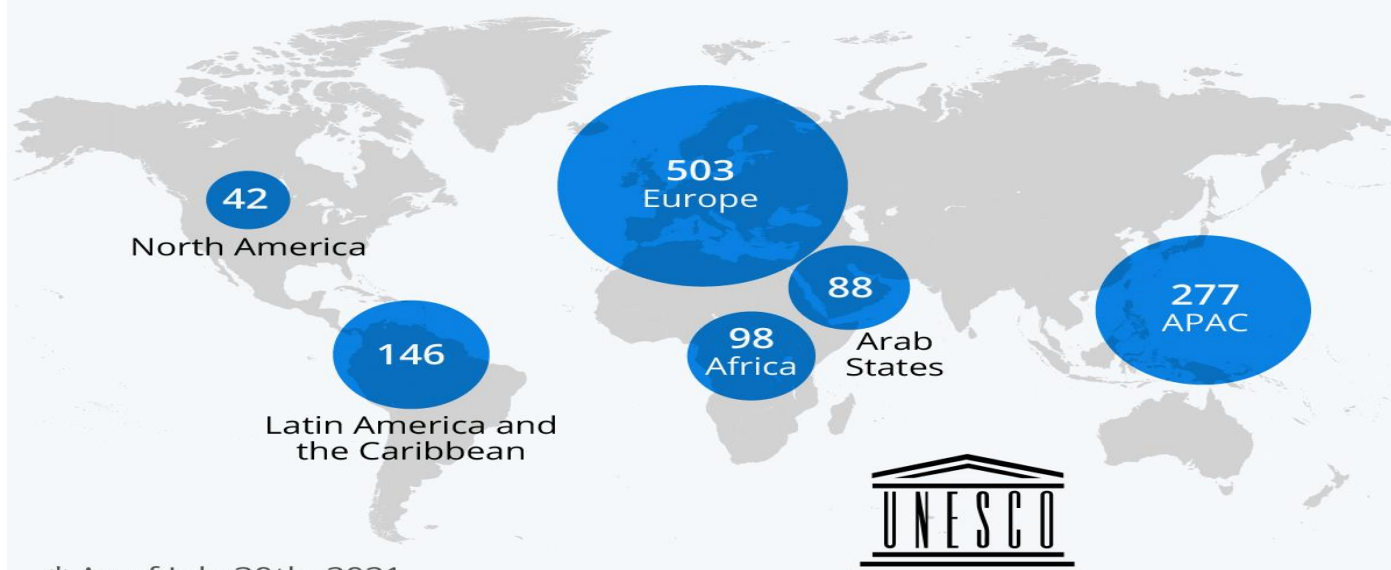 503
Europe
42
North America
88
Arab
States
277
APAC
98
Africa
146
Latin America and
the Caribbean
UNESCO